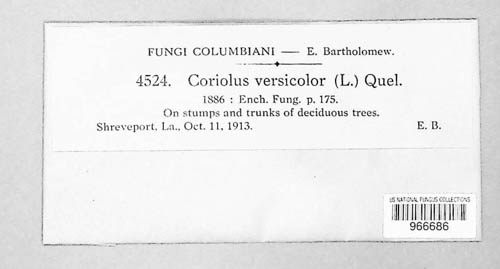 FUNGI COLUMBIANI — E. Bartholomew.
4524. Coriolus versicolor (L.) Quel.
1886 : Ench. Fung. p. 175.
On stumps and trunks of deciduous trees.
Shreveport, La., Oct. 11, 1913. E. B.
US NATIONAL FUNGUS COLLECTIONS
966686